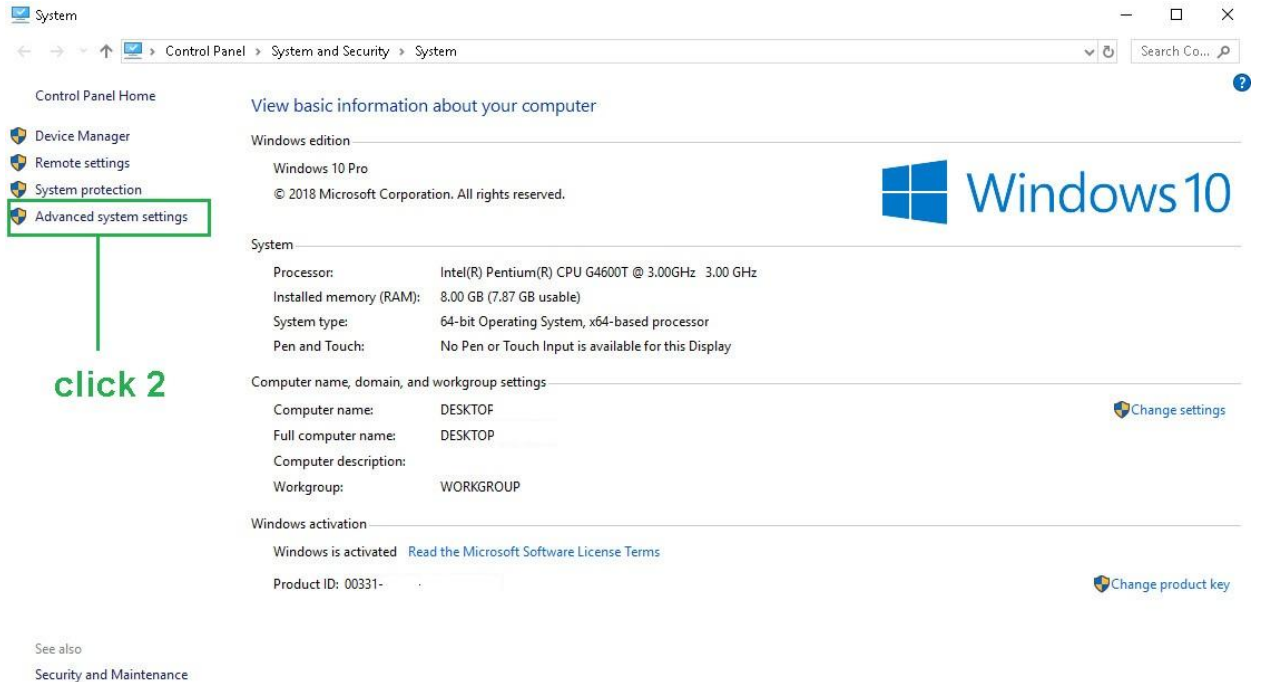 System
Control Panel > System and Security > System
Search Co...
Control Panel Home
Device Manager
Remote settings
System protection
Advanced system settings
click 2
View basic information about your computer
Windows edition
Windows 10 Pro
© 2018 Microsoft Corporation. All rights reserved.
Windows 10
System
Processor: Intel(R) Pentium(R) CPU G4600T @ 3.00GHz 3.00 GHz
Installed memory (RAM): 8.00 GB (7.87 GB usable)
System type: 64-bit Operating System, x64-based processor
Pen and Touch: No Pen or Touch Input is available for this Display
Computer name, domain, and workgroup settings
Computer name: DESKTOP
Change settings
Full computer name: DESKTOP
Computer description:
Workgroup: WORKGROUP
Windows activation
Windows is activated Read the Microsoft Software License Terms
Product ID: 00331-
Change product key
See also
Security and Maintenance